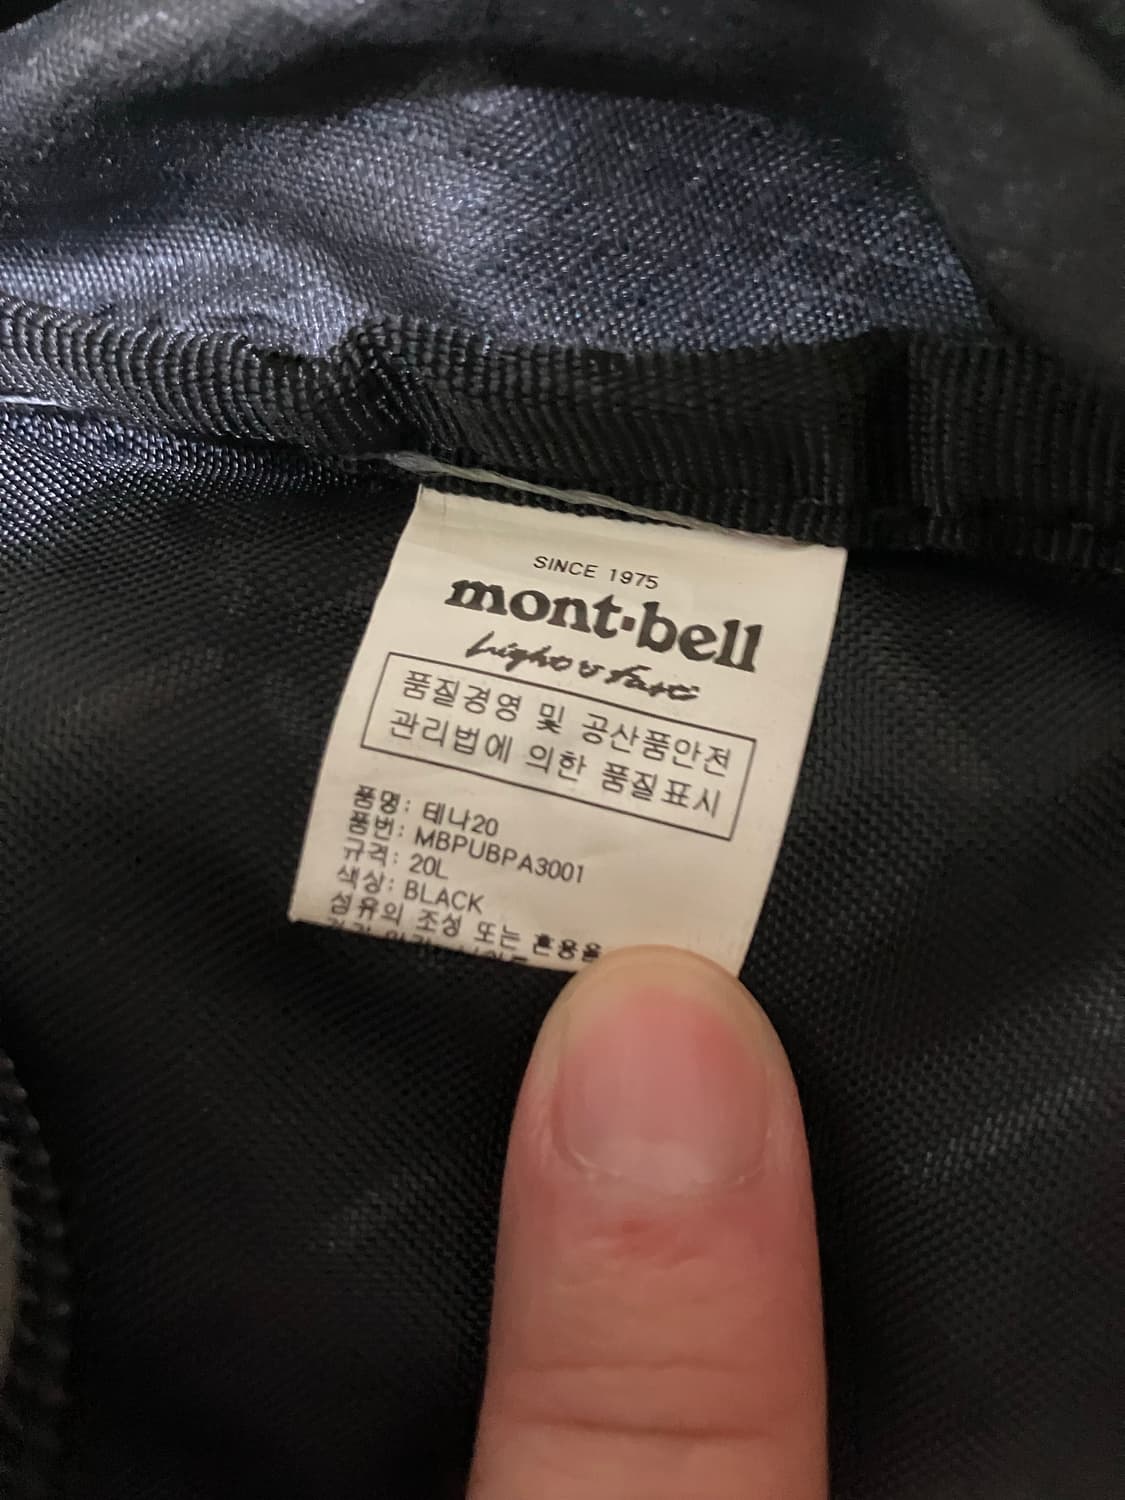 SINCE 1975
mont·bell
Light & Fast
품질경영 및 공산품안전
관리법에 의한 품질표시
품명: 테나20
품번: MBPUBPA3001
규격: 20L
색상: BLACK
섬유의 조성 또는 혼용율